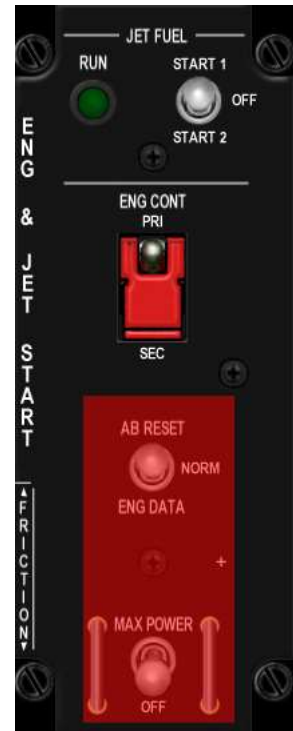 JET FUEL
RUN
START 1
OFF
START 2
ENG & JET START
ENG CONT
PRI
SEC
AB RESET
NORM
ENG DATA
+
FRICTION
MAX POWER
OFF